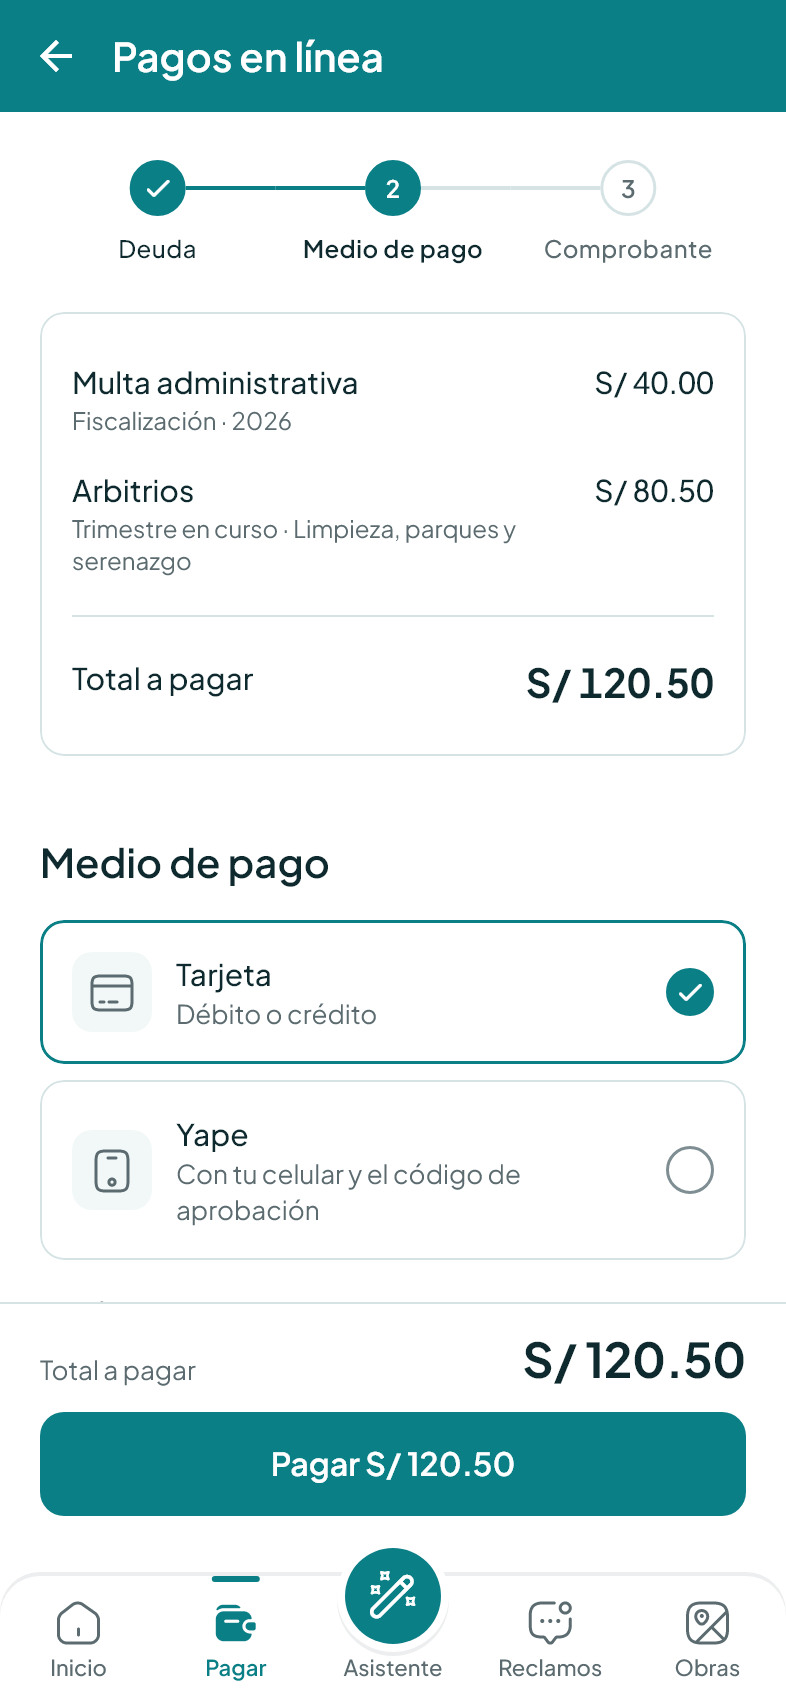 Pagos en línea
2
3
Deuda
Medio de pago
Comprobante
Multa administrativa
S/ 40.00
Fiscalización · 2026
Arbitrios
S/ 80.50
Trimestre en curso · Limpieza, parques y
serenazgo
Total a pagar
S/ 120.50
Medio de pago
Tarjeta
Débito o crédito
Yape
Con tu celular y el código de
aprobación
Total a pagar
S/ 120.50
Pagar S/ 120.50
Inicio
Pagar
Asistente
Reclamos
Obras